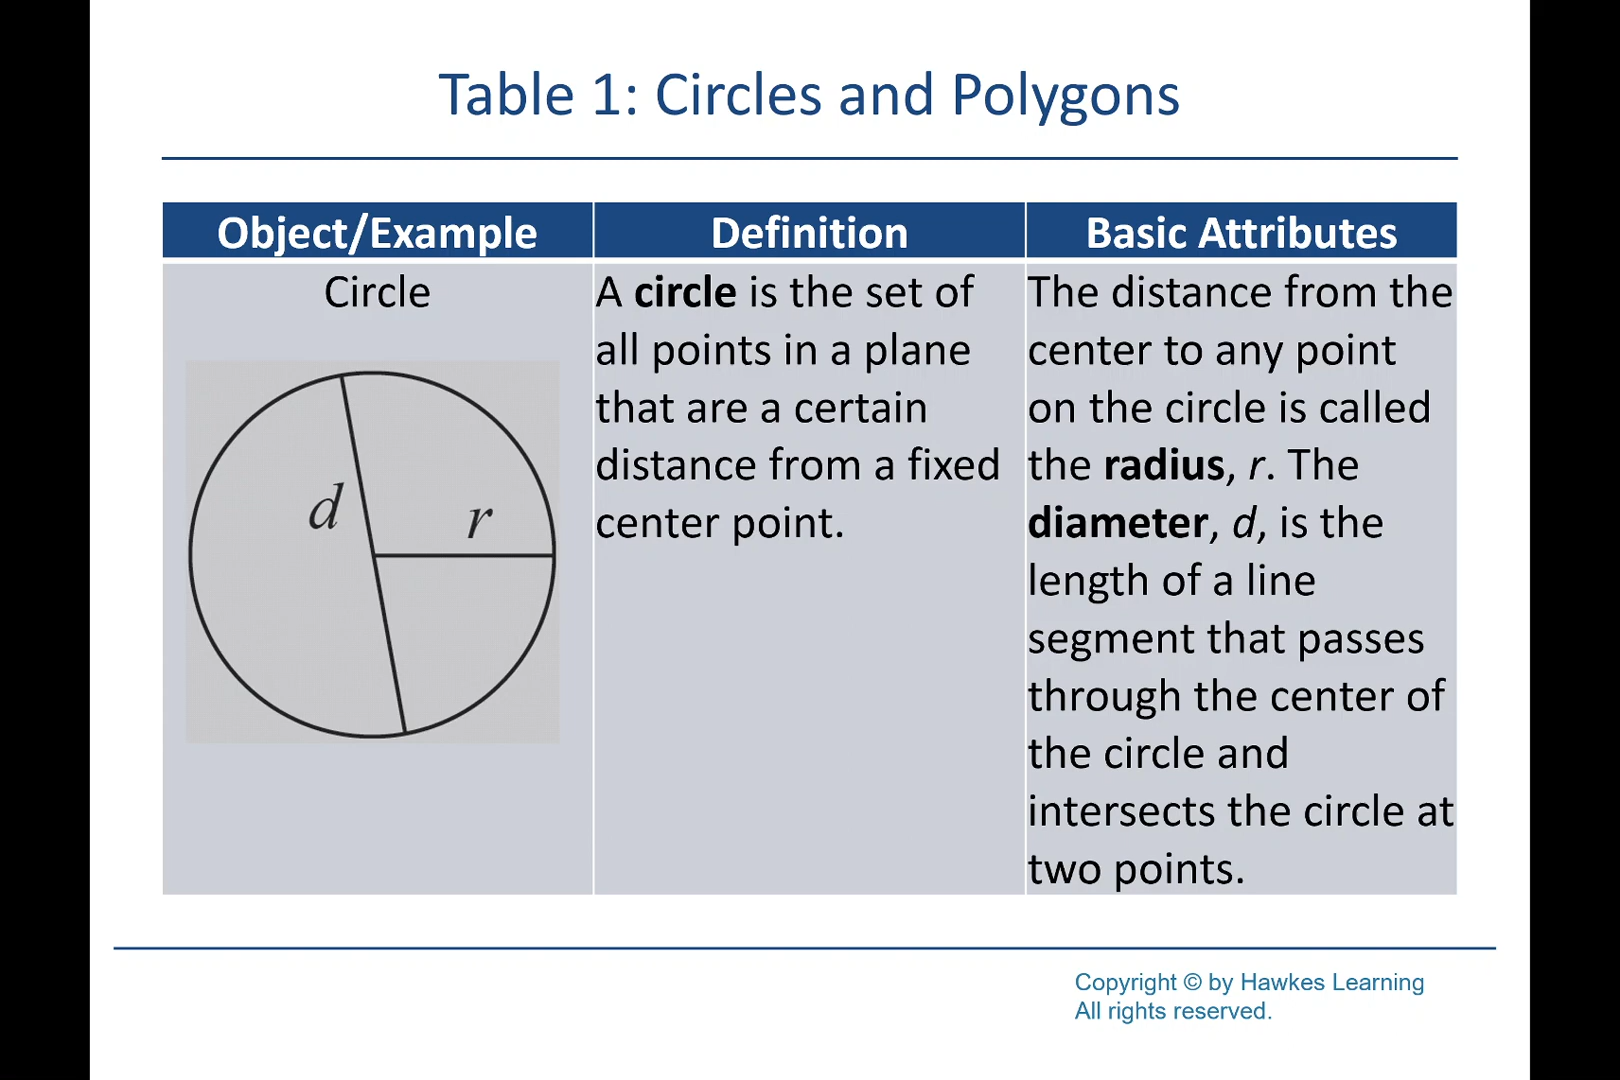 Table 1: Circles and Polygons
Object/Example
Definition
Basic Attributes
Circle
d
r
A circle is the set of
all points in a plane
that are a certain
distance from a fixed
center point.
The distance from the
center to any point
on the circle is called
the radius, r. The
diameter, d, is the
length of a line
segment that passes
through the center of
the circle and
intersects the circle at
two points.
Copyright © by Hawkes Learning
All rights reserved.